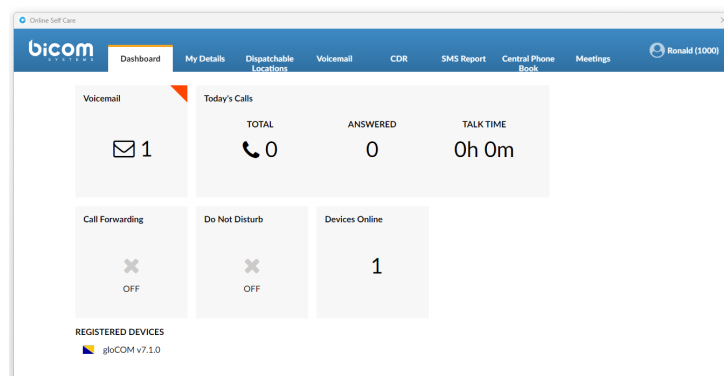 Online Self Care
bicom
SYSTEMS
Dashboard
My Details
Dispatchable
Locations
Voicemail
CDR
SMS Report
Central Phone
Book
Meetings
Ronald (1000)
Voicemail
1
Today's Calls
TOTAL
0
ANSWERED
0
TALK TIME
0h 0m
Call Forwarding
OFF
Do Not Disturb
OFF
Devices Online
1
REGISTERED DEVICES
gloCOM v7.1.0